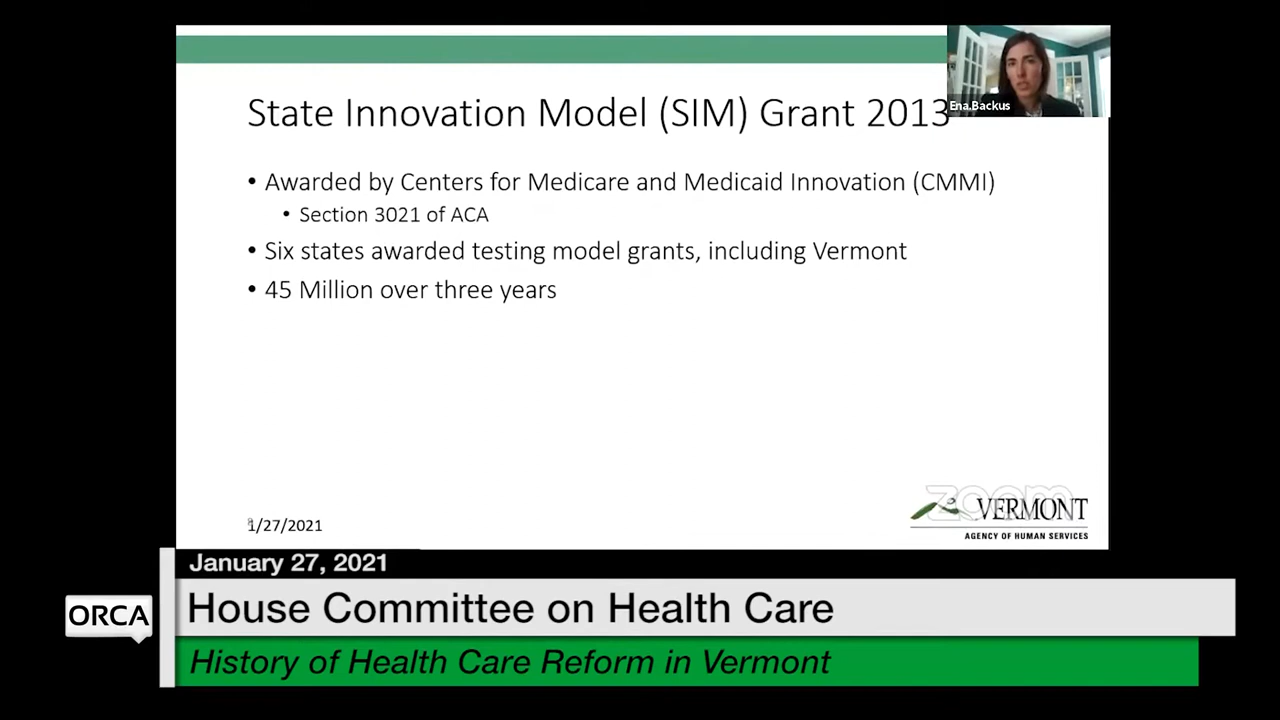 State Innovation Model (SIM) Grant 2013
Ena.Backus
• Awarded by Centers for Medicare and Medicaid Innovation (CMMI)
• Section 3021 of ACA
• Six states awarded testing model grants, including Vermont
• 45 Million over three years
zoom
VERMONT
AGENCY OF HUMAN SERVICES
1/27/2021
January 27, 2021
ORCA
House Committee on Health Care
History of Health Care Reform in Vermont